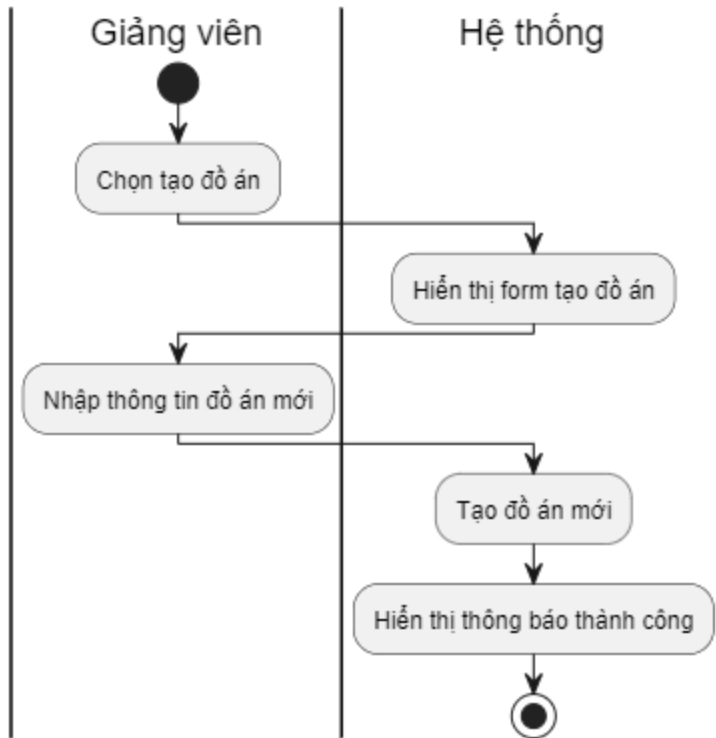 Giảng viên
Hệ thống
Chọn tạo đồ án
Hiển thị form tạo đồ án
Nhập thông tin đồ án mới
Tạo đồ án mới
Hiển thị thông báo thành công